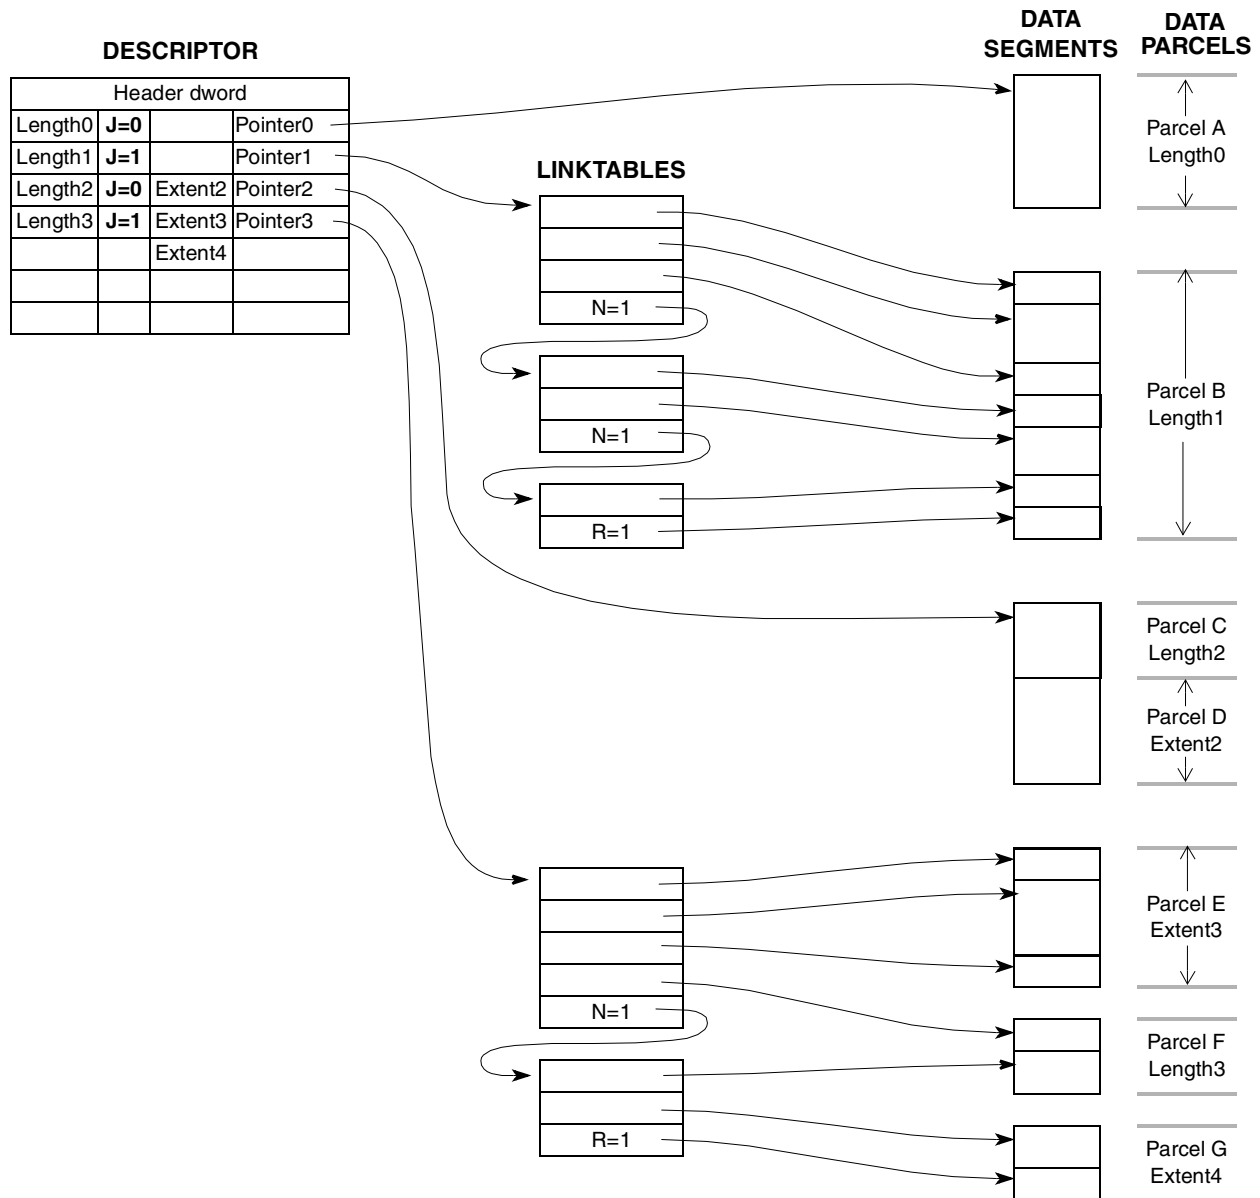 DESCRIPTOR
Header dword
Length0 J=0 Pointer0
Length1 J=1 Pointer1
Length2 J=0 Extent2 Pointer2
Length3 J=1 Extent3 Pointer3
Extent4
LINKTABLES
N=1
N=1
R=1
N=1
R=1
DATA
SEGMENTS
DATA
PARCELS
Parcel A
Length0
Parcel B
Length1
Parcel C
Length2
Parcel D
Extent2
Parcel E
Extent3
Parcel F
Length3
Parcel G
Extent4